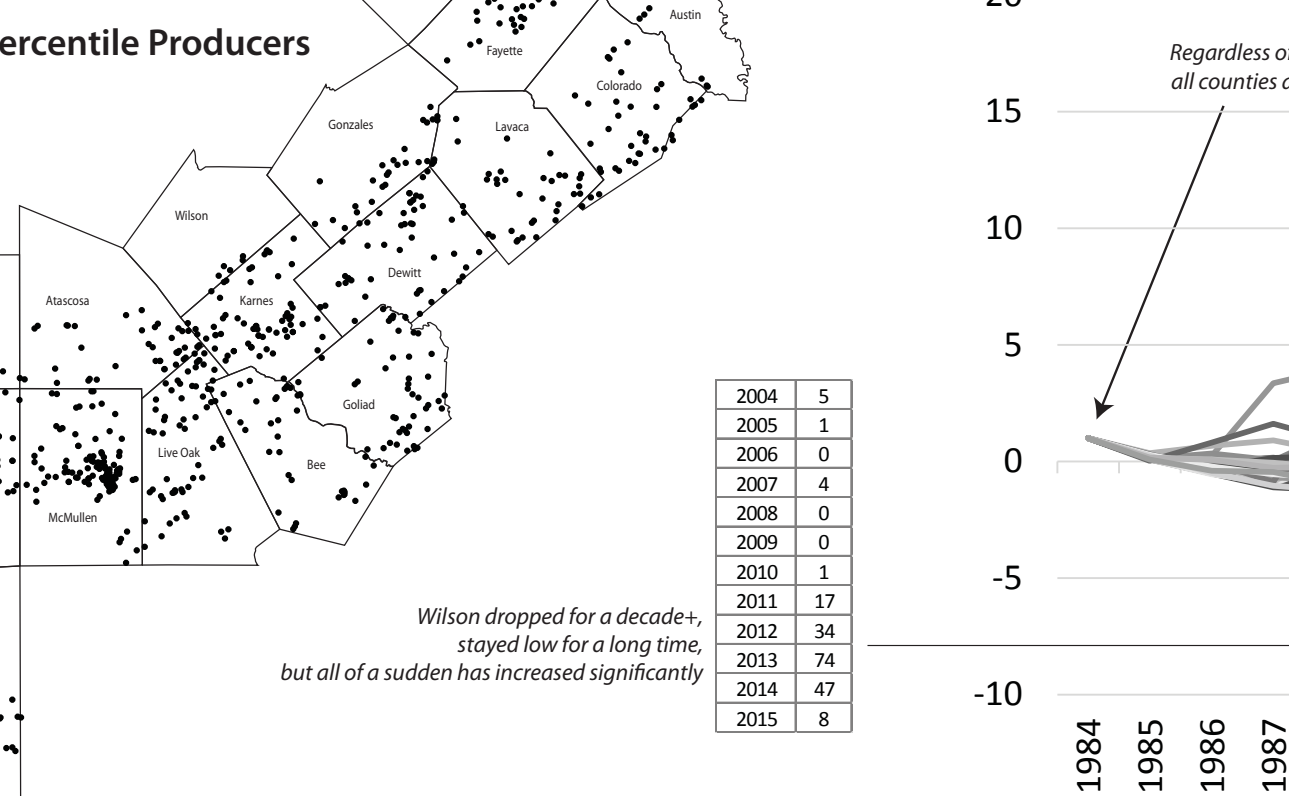 ercentile Producers
Austin
Fayette
Colorado
Gonzales
Lavaca
Wilson
Dewitt
Atascosa
Karnes
Goliad
Live Oak
Bee
McMullen
Wilson dropped for a decade+,
stayed low for a long time,
but all of a sudden has increased significantly
2004 5
2005 1
2006 0
2007 4
2008 0
2009 0
2010 1
2011 17
2012 34
2013 74
2014 47
2015 8
Regardless of
all counties
20
15
10
5
0
-5
-10
1984
1985
1986
1987